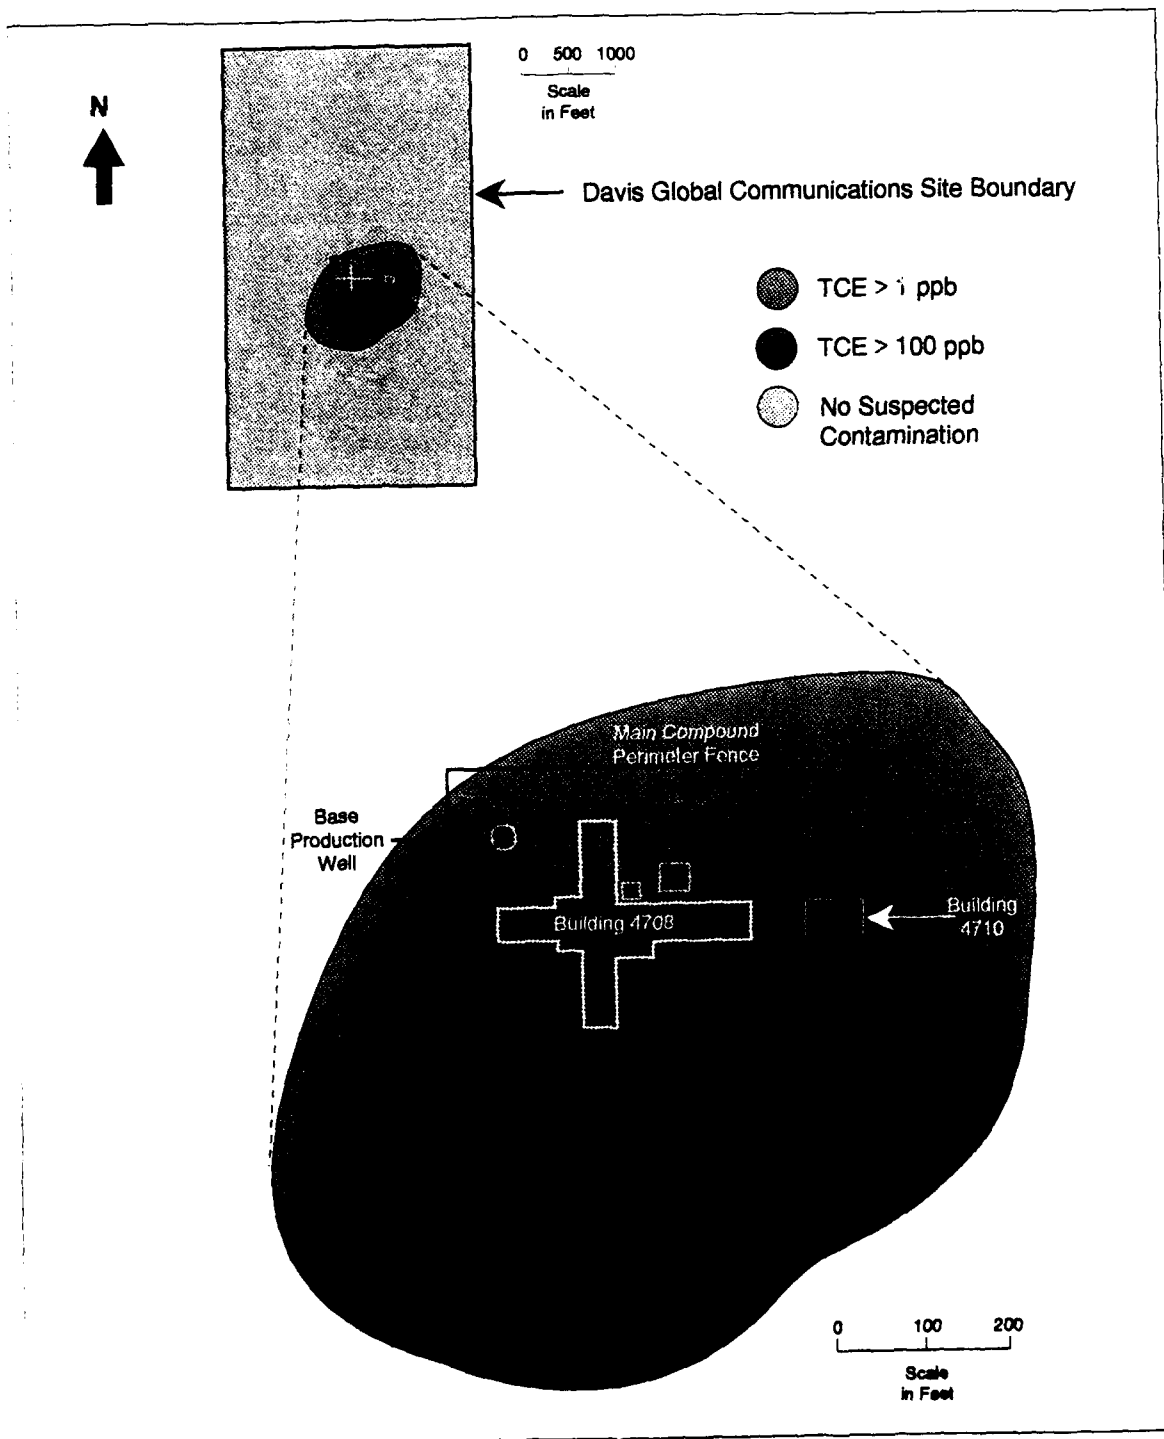 0 500 1000
Scale
in Feet
N
Davis Global Communications Site Boundary
TCE > 1 ppb
TCE > 100 ppb
No Suspected
Contamination
Main Compound
Perimeter Fence
Base
Production
Well
Building 4708
Building
4710
0 100 200
Scale
in Feet